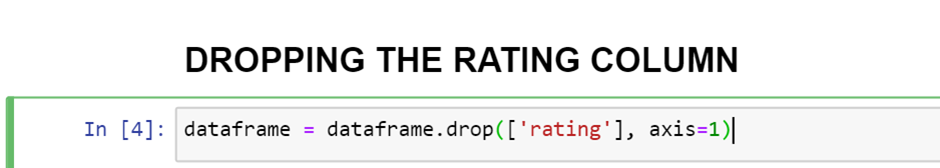 DROPPING THE RATING COLUMN
In [4]: dataframe = dataframe.drop(['rating'], axis=1)